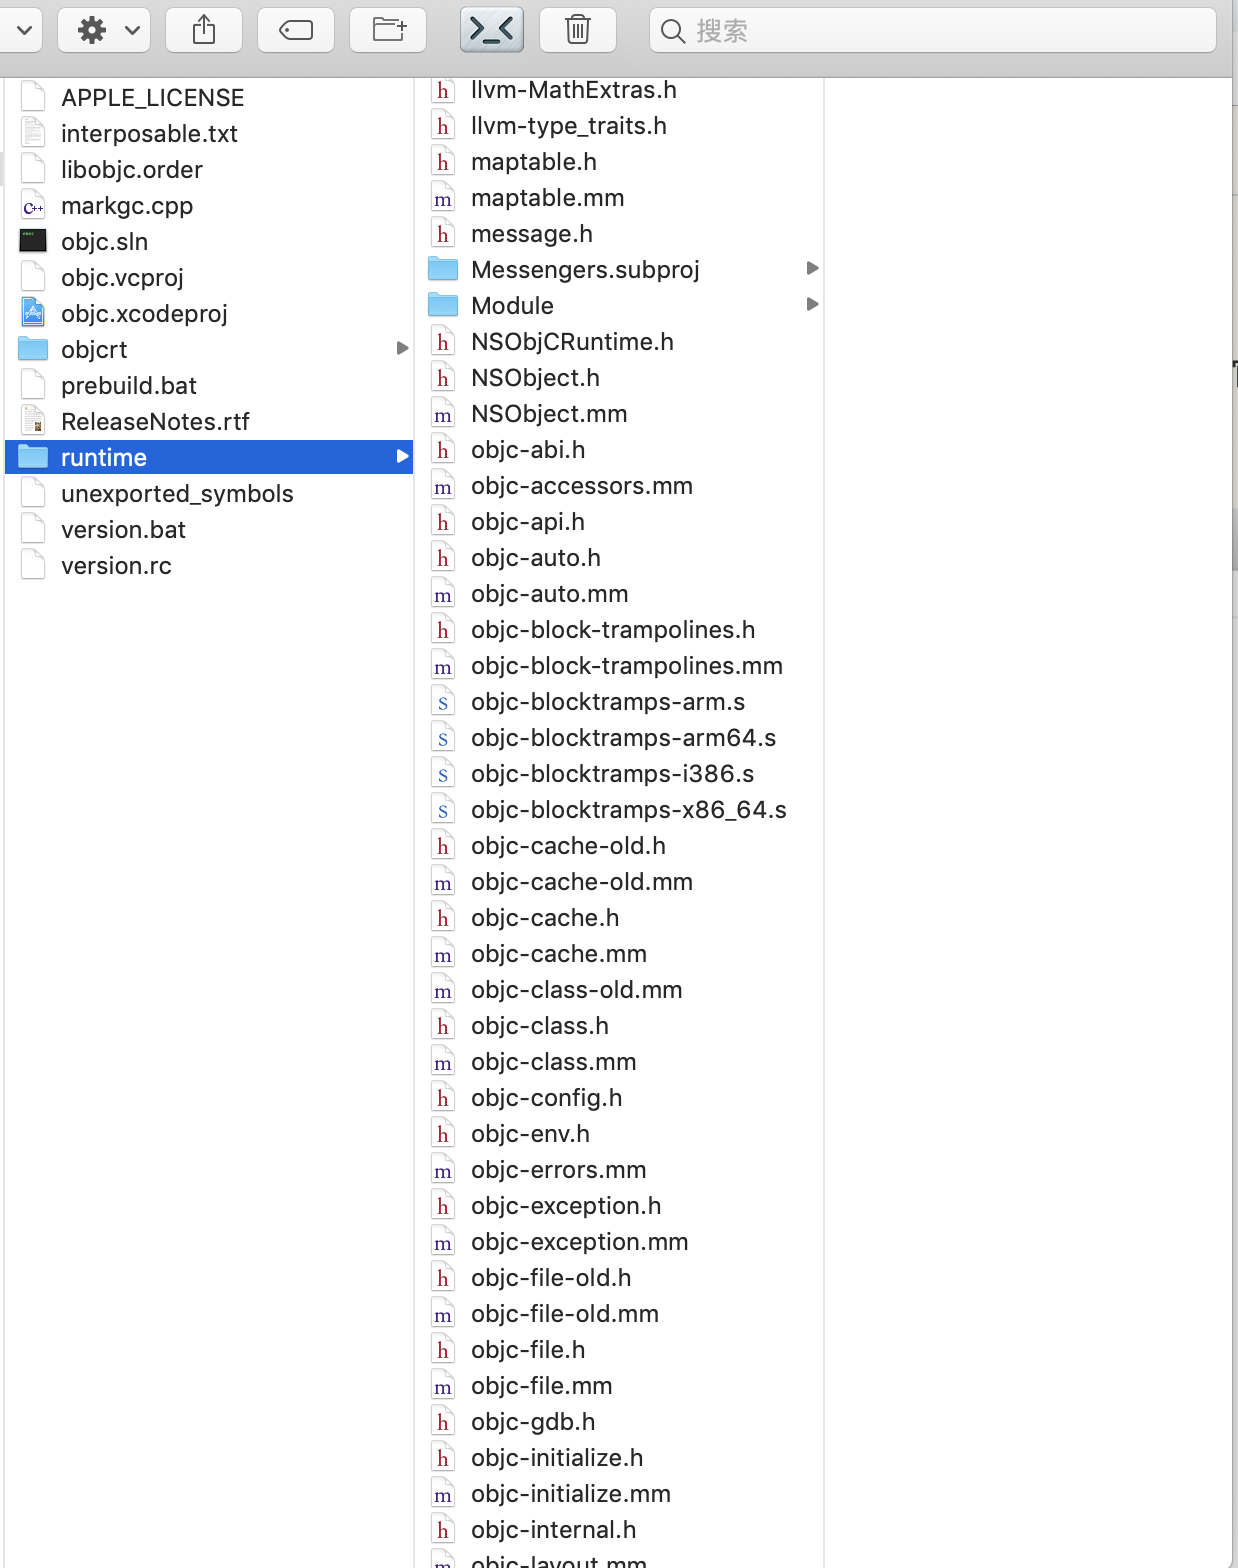 搜索
APPLE_LICENSE
interposable.txt
libobjc.order
markgc.cpp
objc.sln
objc.vcproj
objc.xcodeproj
objcrt
prebuild.bat
ReleaseNotes.rtf
runtime
unexported_symbols
version.bat
version.rc
llvm-MathExtras.h
llvm-type_traits.h
maptable.h
maptable.mm
message.h
Messengers.subproj
Module
NSObjCRuntime.h
NSObject.h
NSObject.mm
objc-abi.h
objc-accessors.mm
objc-api.h
objc-auto.h
objc-auto.mm
objc-block-trampolines.h
objc-block-trampolines.mm
objc-blocktramps-arm.s
objc-blocktramps-arm64.s
objc-blocktramps-i386.s
objc-blocktramps-x86_64.s
objc-cache-old.h
objc-cache-old.mm
objc-cache.h
objc-cache.mm
objc-class-old.mm
objc-class.h
objc-class.mm
objc-config.h
objc-env.h
objc-errors.mm
objc-exception.h
objc-exception.mm
objc-file-old.h
objc-file-old.mm
objc-file.h
objc-file.mm
objc-gdb.h
objc-initialize.h
objc-initialize.mm
objc-internal.h
objc-layout.mm